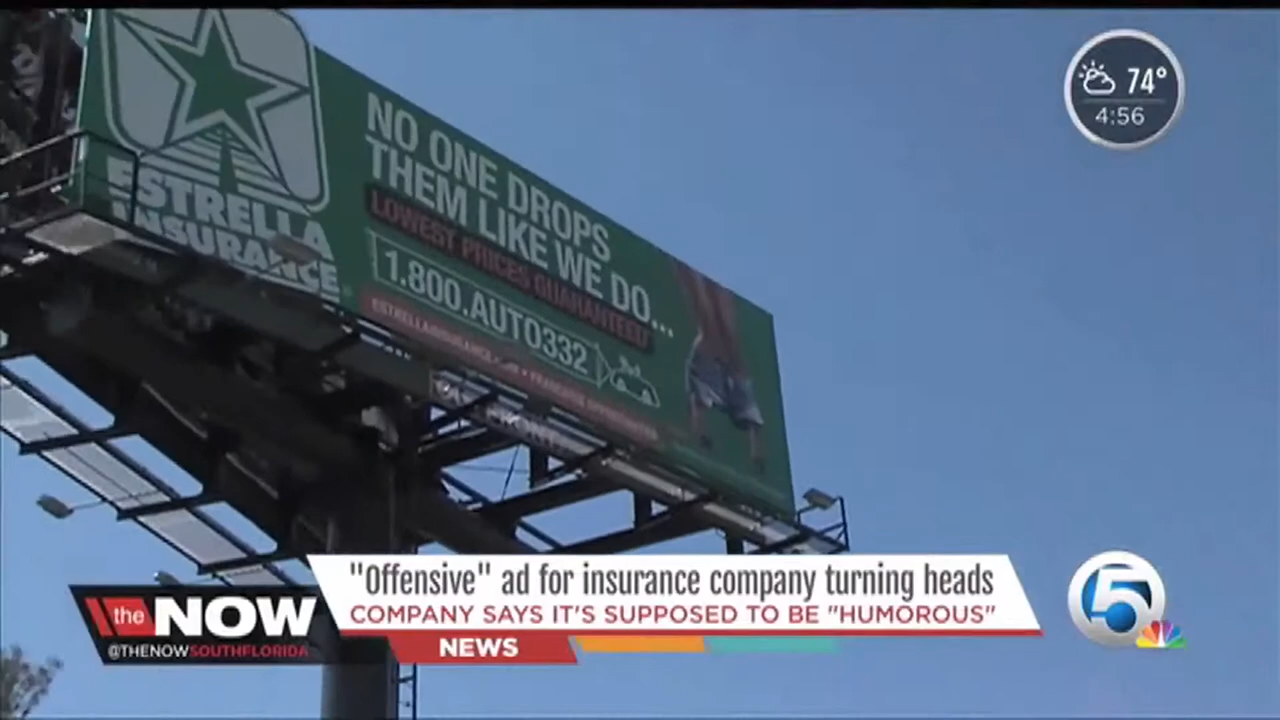 ESTRELLA
INSURANCE
NO ONE DROPS
THEM LIKE WE DO...
LOWEST PRICES GUARANTEED!
1.800.AUTO332
74°
4:56
"Offensive" ad for insurance company turning heads
COMPANY SAYS IT'S SUPPOSED TO BE "HUMOROUS"
the NOW
@THENOWSOUTHFLORIDA
NEWS
5